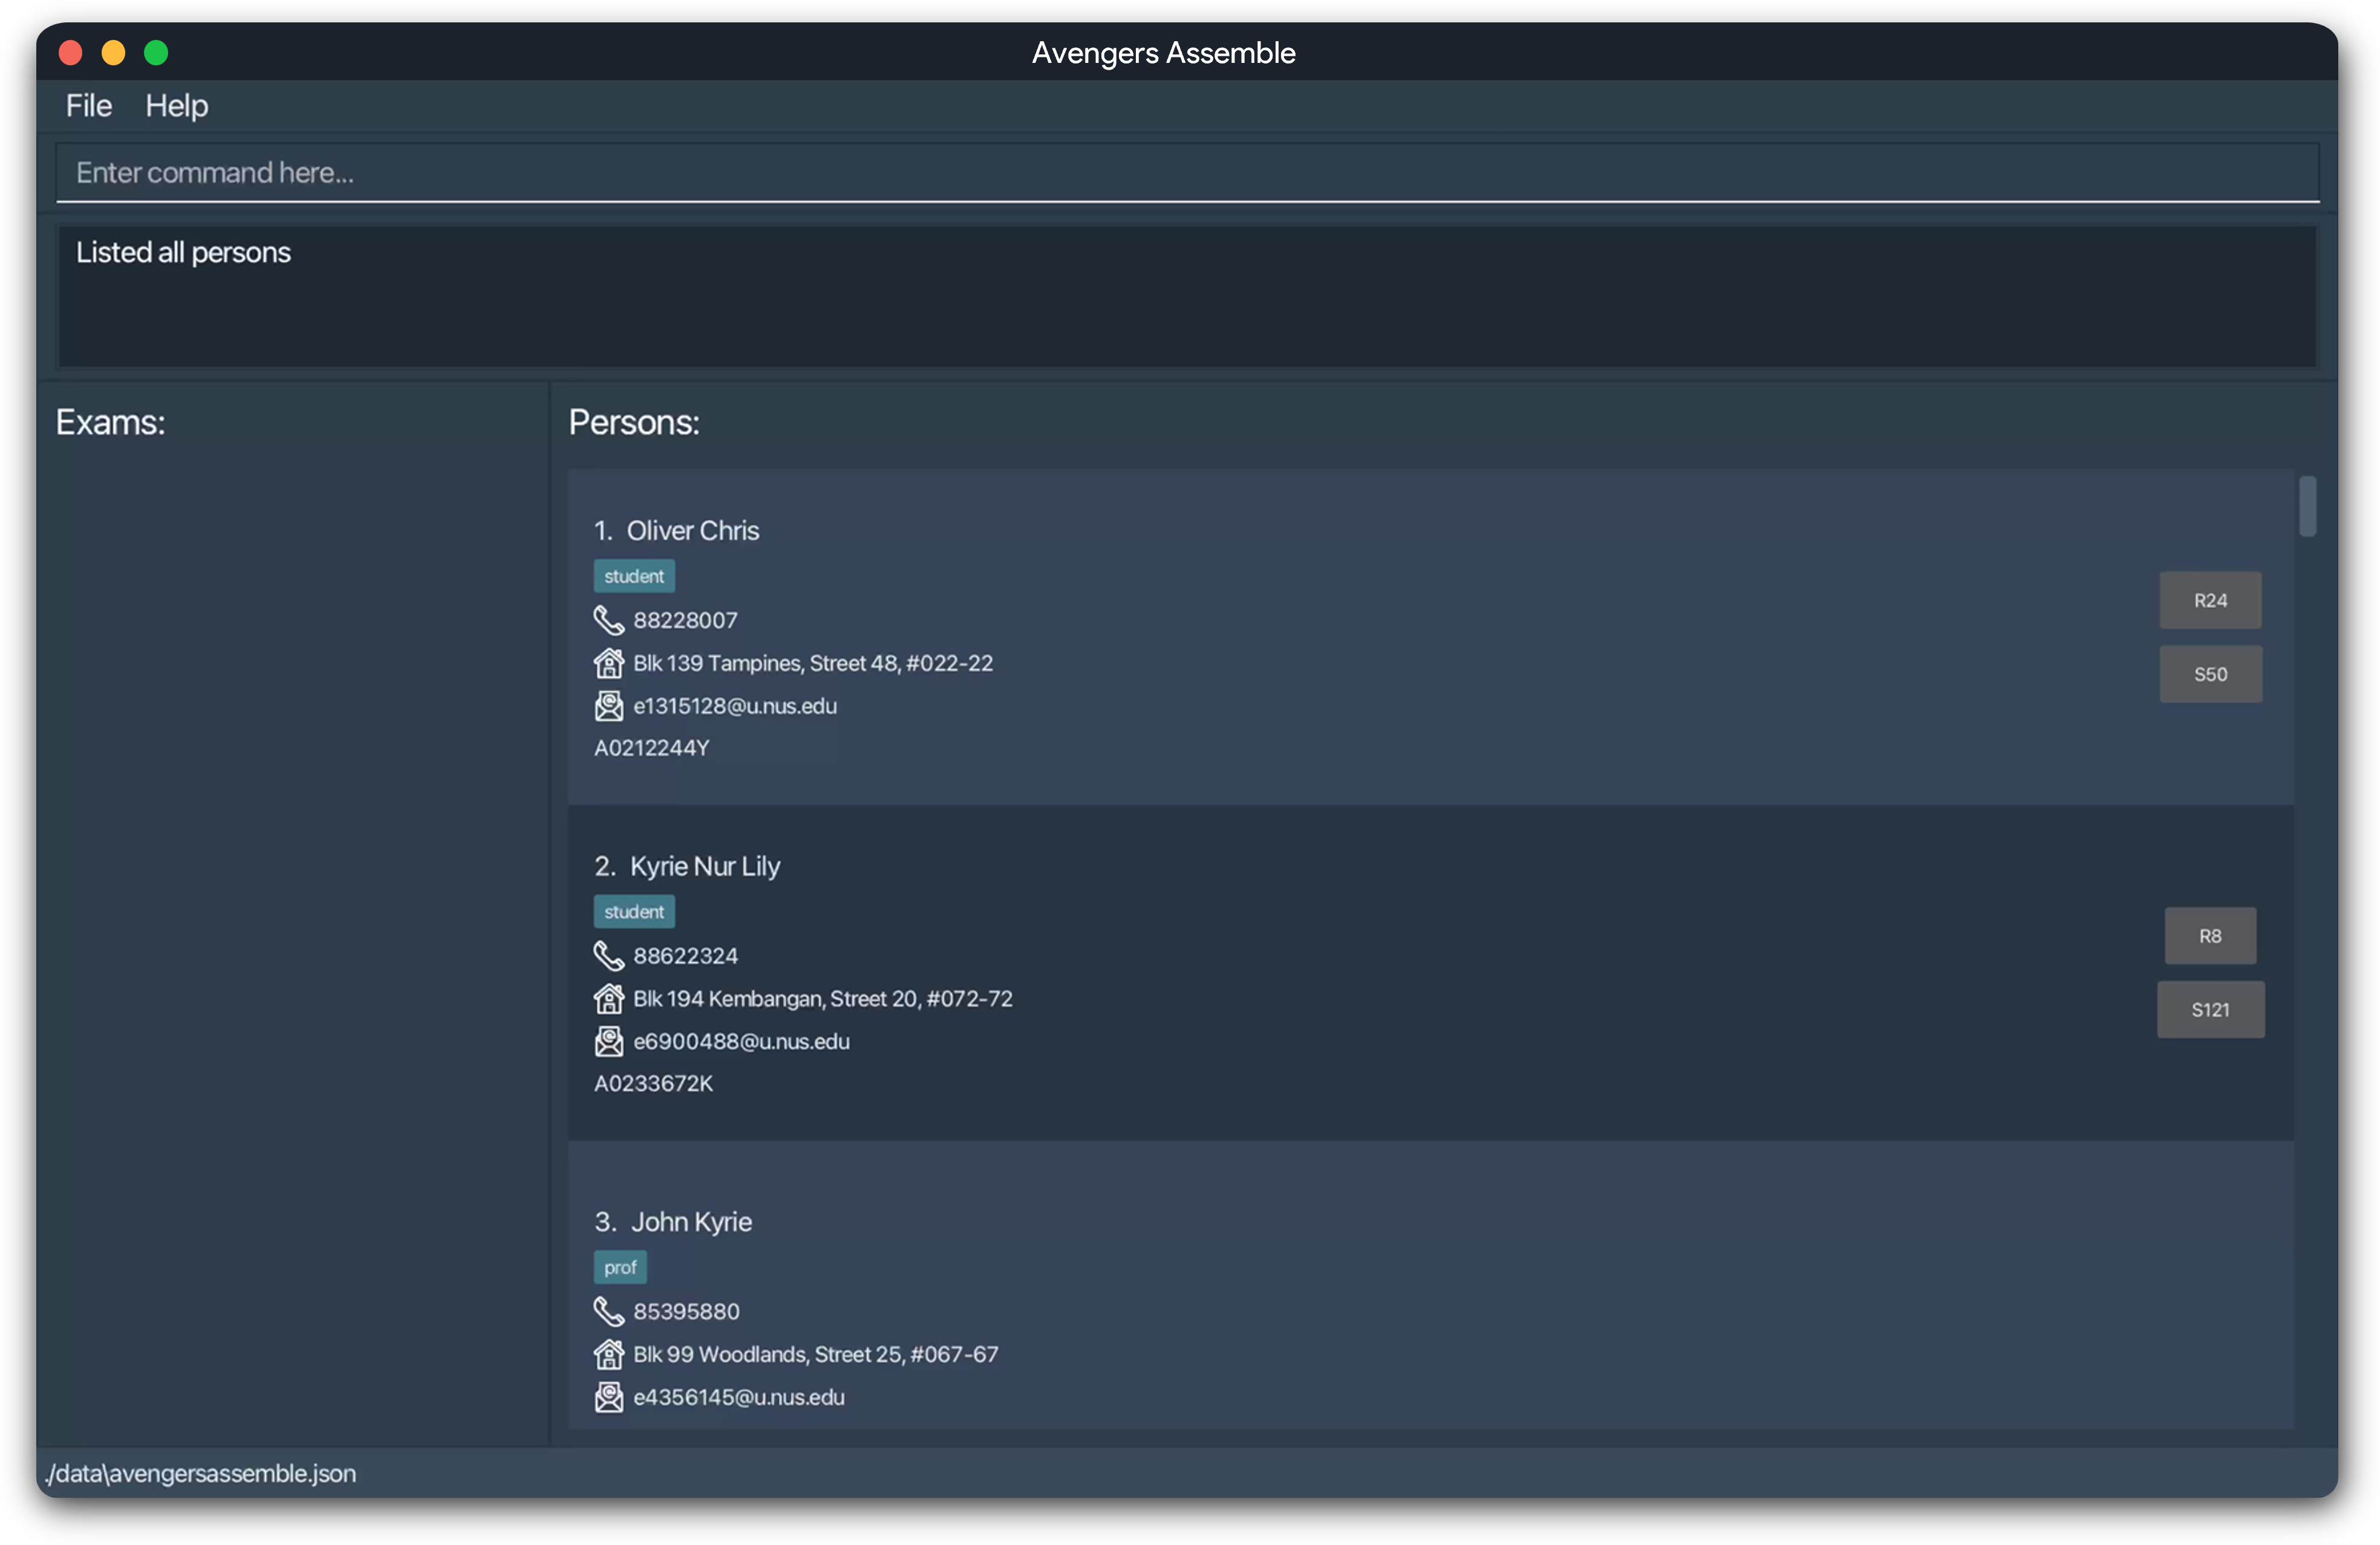 Avengers Assemble
File Help
Enter command here...
Listed all persons
Exams:
Persons:
1. Oliver Chris
student
88228007
Blk 139 Tampines, Street 48, #022-22
e1315128@u.nus.edu
A0212244Y
R24
S50
2. Kyrie Nur Lily
student
88622324
Blk 194 Kembangan, Street 20, #072-72
e6900488@u.nus.edu
A0233672K
R8
S121
3. John Kyrie
prof
85395880
Blk 99 Woodlands, Street 25, #067-67
e4356145@u.nus.edu
./data\avengersassemble.json